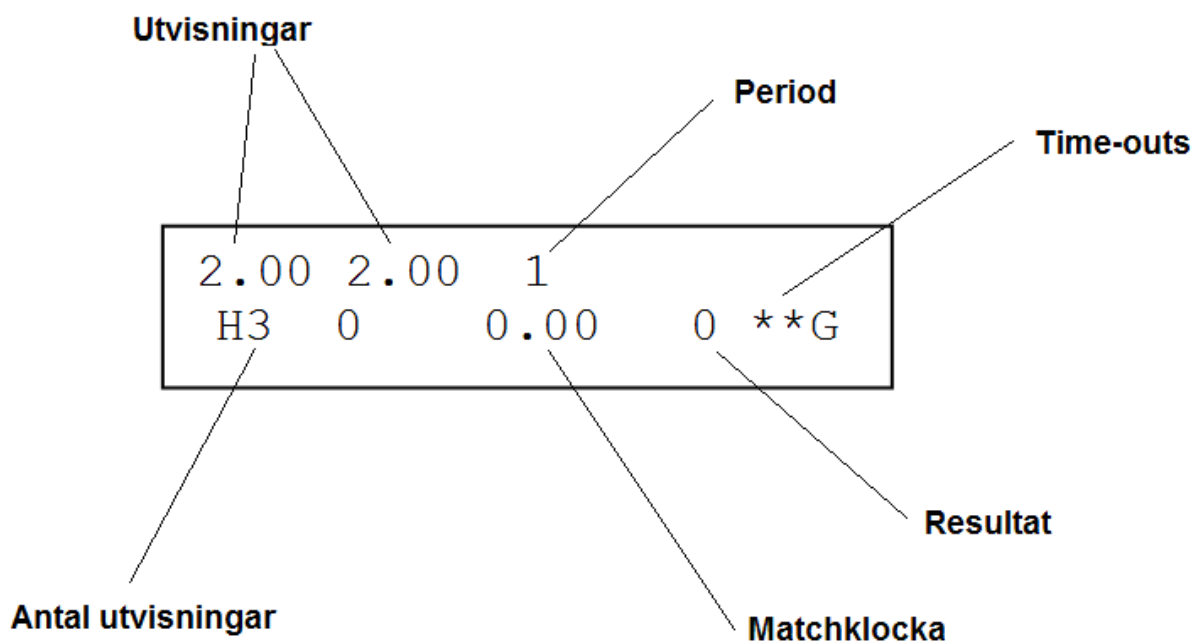 Utvisningar
Period
Time-outs
2.00 2.00 1
H3 0 0.00 0 **G
Resultat
Antal utvisningar
Matchklocka